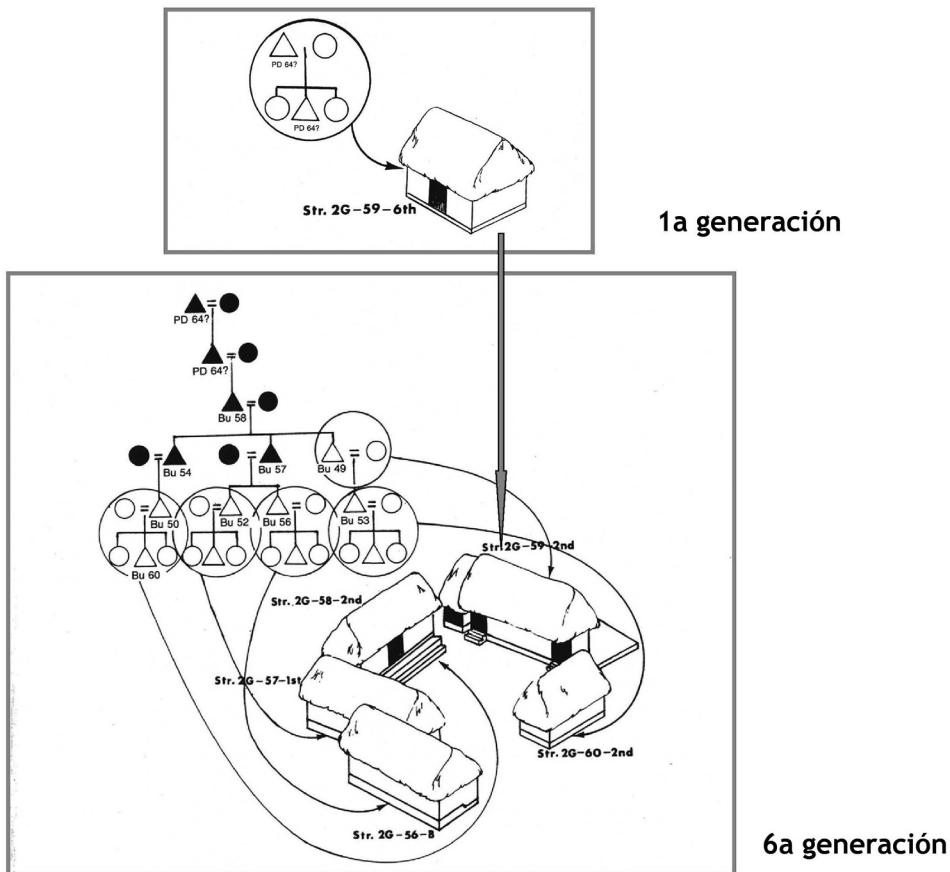 PD 64?
PD 64?
Str. 2G-59-6th
1a generación
PD 64?
PD 64?
Bu 58
Bu 54
Bu 57
Bu 49
Bu 50
Bu 52
Bu 56
Bu 53
Bu 60
Str. 2G-59-2nd
Str. 2G-58-2nd
Str. 2G-57-1st
Str. 2G-60-2nd
Str. 2G-56-B
6a generación